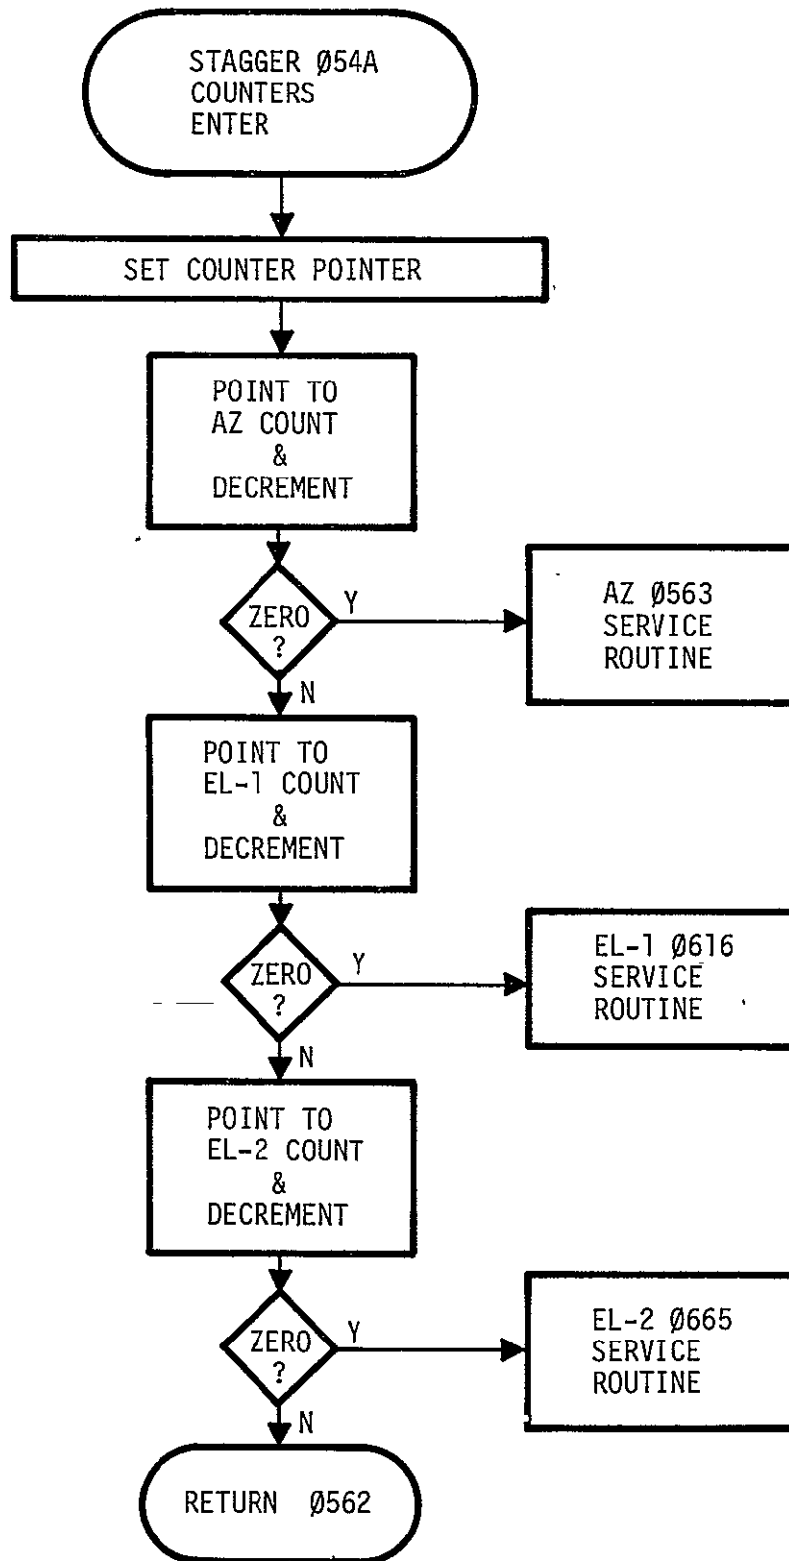 STAGGER Ø54A
COUNTERS
ENTER
SET COUNTER POINTER
POINT TO
AZ COUNT
&
DECREMENT
ZERO
?
Y
AZ Ø563
SERVICE
ROUTINE
N
POINT TO
EL-1 COUNT
&
DECREMENT
ZERO
?
Y
EL-1 Ø616
SERVICE
ROUTINE
N
POINT TO
EL-2 COUNT
&
DECREMENT
ZERO
?
Y
EL-2 Ø665
SERVICE
ROUTINE
N
RETURN Ø562